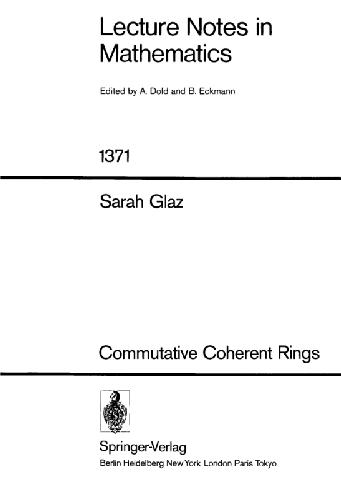 Lecture Notes in
Mathematics
Edited by A. Dold and B. Eckmann
1371
Sarah Glaz
Commutative Coherent Rings
Springer-Verlag
Berlin Heidelberg New York London Paris Tokyo